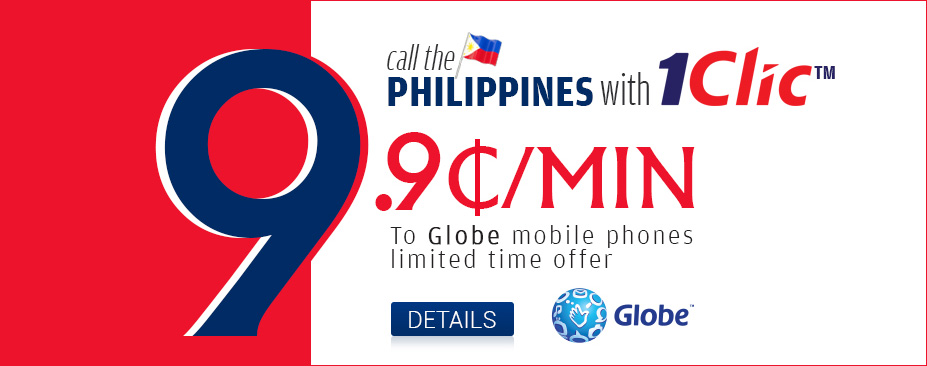 call the
PHILIPPINES with 1Clic™
9.9¢/MIN
To Globe mobile phones
limited time offer
DETAILS
Globe™